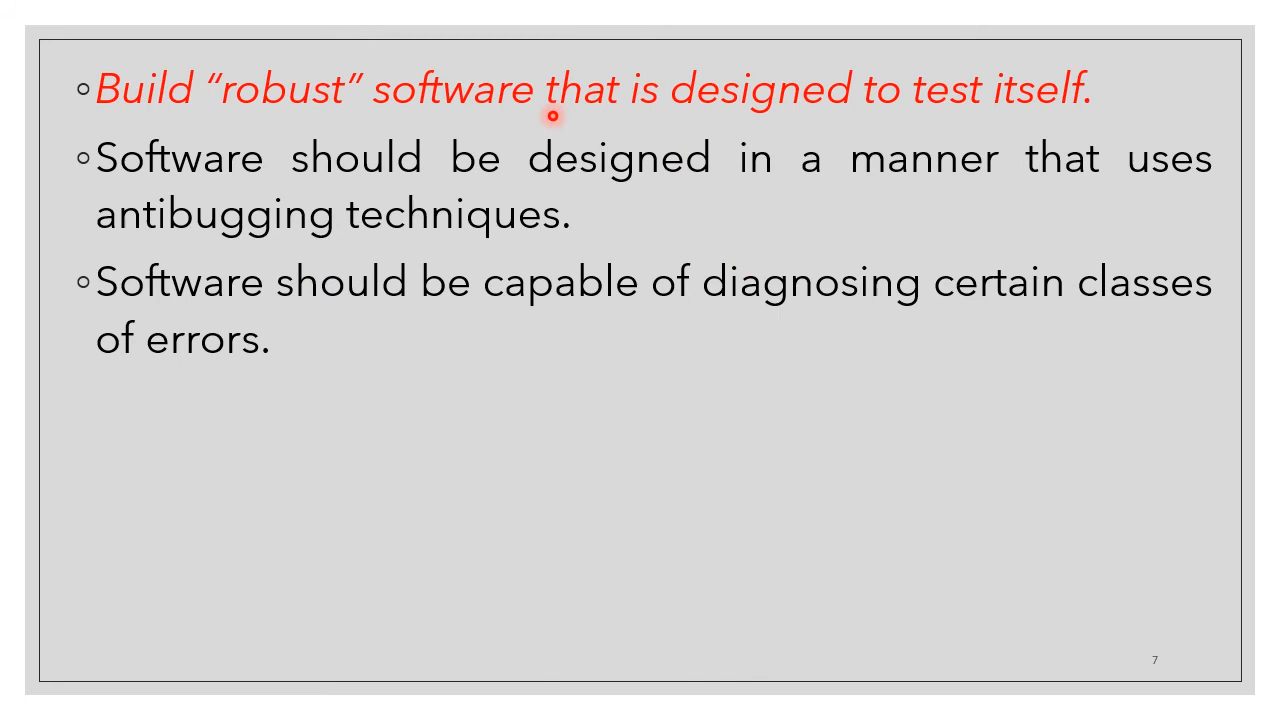 ◦Build “robust” software that is designed to test itself.
◦Software should be designed in a manner that uses
antibugging techniques.
◦Software should be capable of diagnosing certain classes
of errors.
7